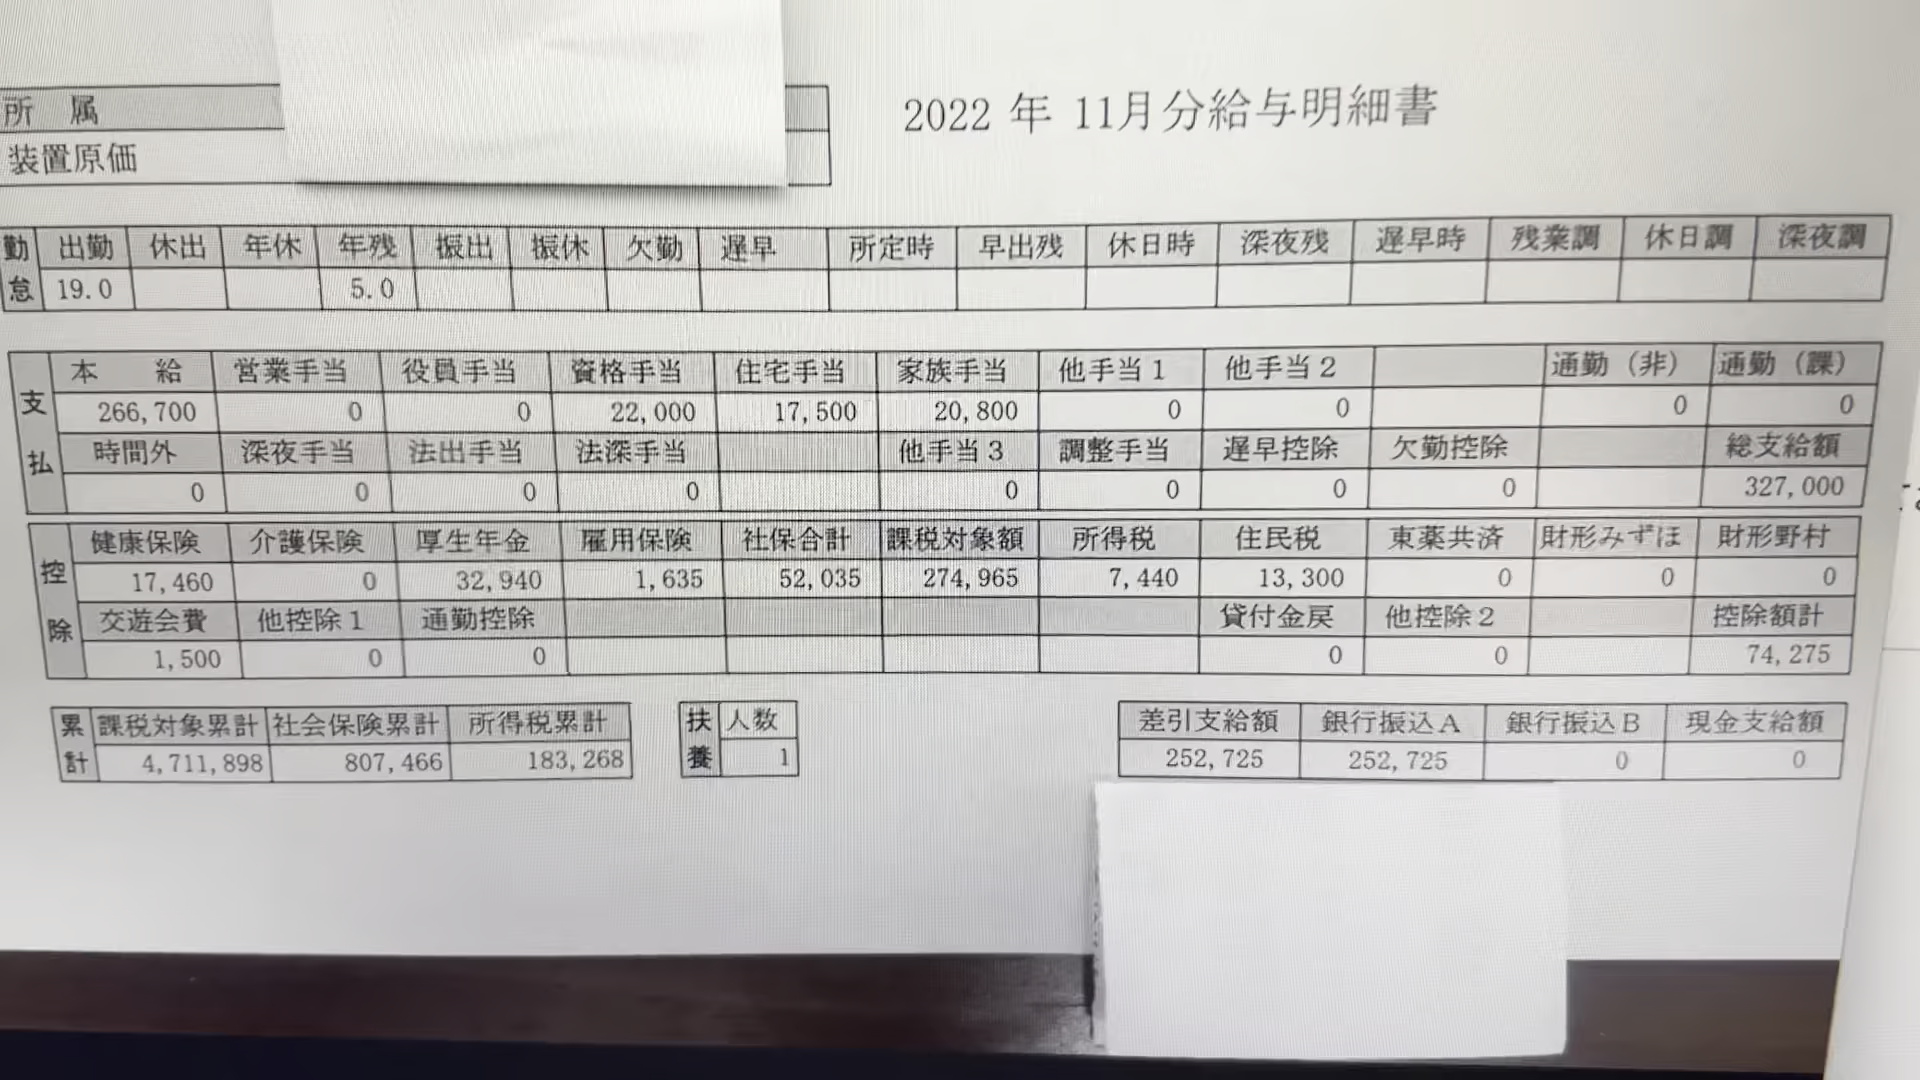 2022 年 11月分給与明細書
所 属
装置原価
勤怠 出勤 休出 年休 年残 振出 振休 欠勤 遅早 所定時 早出残 休日時 深夜残 遅早時 残業調 休日調 深夜調
19.0 5.0
支払 本 給 営業手当 役員手当 資格手当 住宅手当 家族手当 他手当1 他手当2 通勤(非) 通勤(課)
266,700 0 0 22,000 17,500 20,800 0 0 0 0
時間外 深夜手当 法出手当 法深手当 他手当3 調整手当 遅早控除 欠勤控除 総支給額
0 0 0 0 0 0 0 0 327,000
控除 健康保険 介護保険 厚生年金 雇用保険 社保合計 課税対象額 所得税 住民税 東薬共済 財形みずほ 財形野村
17,460 0 32,940 1,635 52,035 274,965 7,440 13,300 0 0 0
交遊会費 他控除1 通勤控除 貸付金戻 他控除2 控除額計
1,500 0 0 0 0 74,275
累計 課税対象累計 社会保険累計 所得税累計 扶養 人数 差引支給額 銀行振込A 銀行振込B 現金支給額
4,711,898 807,466 183,268 1 252,725 252,725 0 0